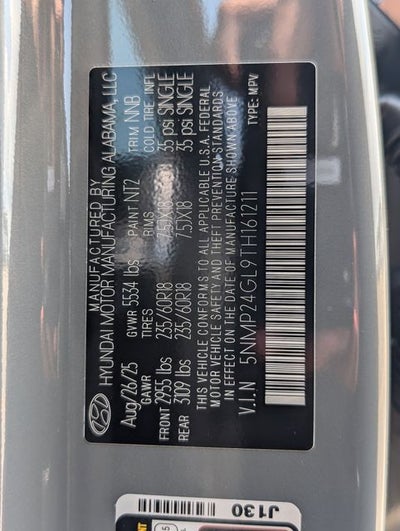 MANUFACTURED BY
HYUNDAI MOTOR MANUFACTURING ALABAMA, LLC
Aug/26/25 GVWR 5534 lbs PAINT NT2 TRIM NNB
GAWR TIRES RIMS COLD TIRE INFL
FRONT 2955 lbs 235/60R18 7.5JX18 35 psi SINGLE
REAR 3109 lbs 235/60R18 7.5JX18 35 psi SINGLE
THIS VEHICLE CONFORMS TO ALL APPLICABLE U.S.A. FEDERAL
MOTOR VEHICLE SAFETY AND THEFT PREVENTION STANDARDS
IN EFFECT ON THE DATE OF MANUFACTURE SHOWN ABOVE
V.I.N 5NMP24GL9TH161211 TYPE: MPV
J130